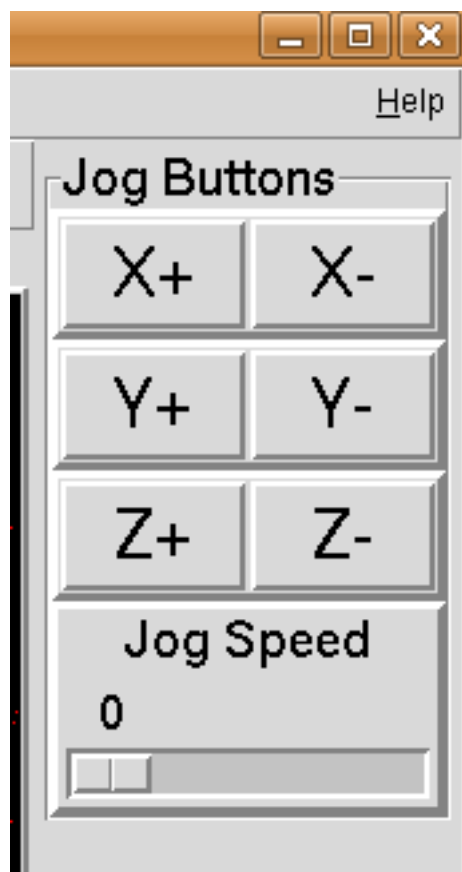 Help
Jog Buttons
X+ X-
Y+ Y-
Z+ Z-
Jog Speed
0